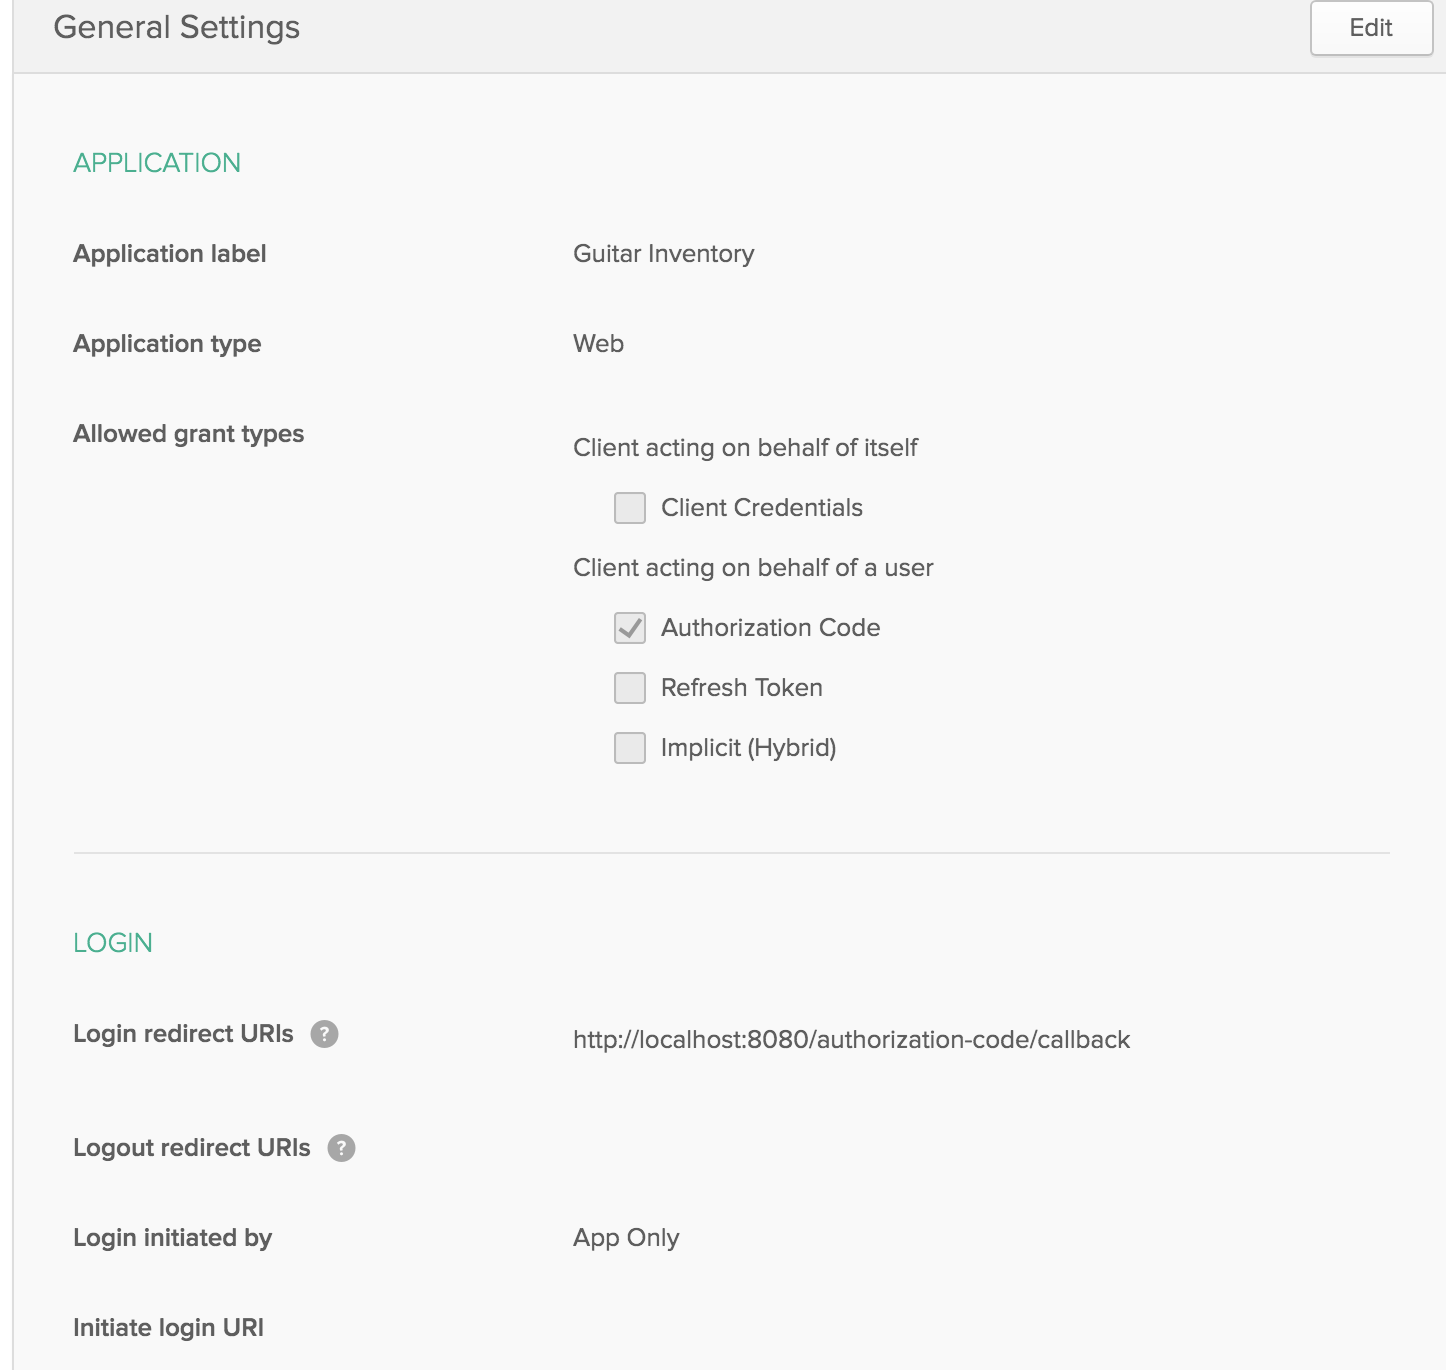 General Settings
Edit
APPLICATION
Application label
Guitar Inventory
Application type
Web
Allowed grant types
Client acting on behalf of itself
Client Credentials
Client acting on behalf of a user
Authorization Code
Refresh Token
Implicit (Hybrid)
LOGIN
Login redirect URIs ?
http://localhost:8080/authorization-code/callback
Logout redirect URIs ?
Login initiated by
App Only
Initiate login URI